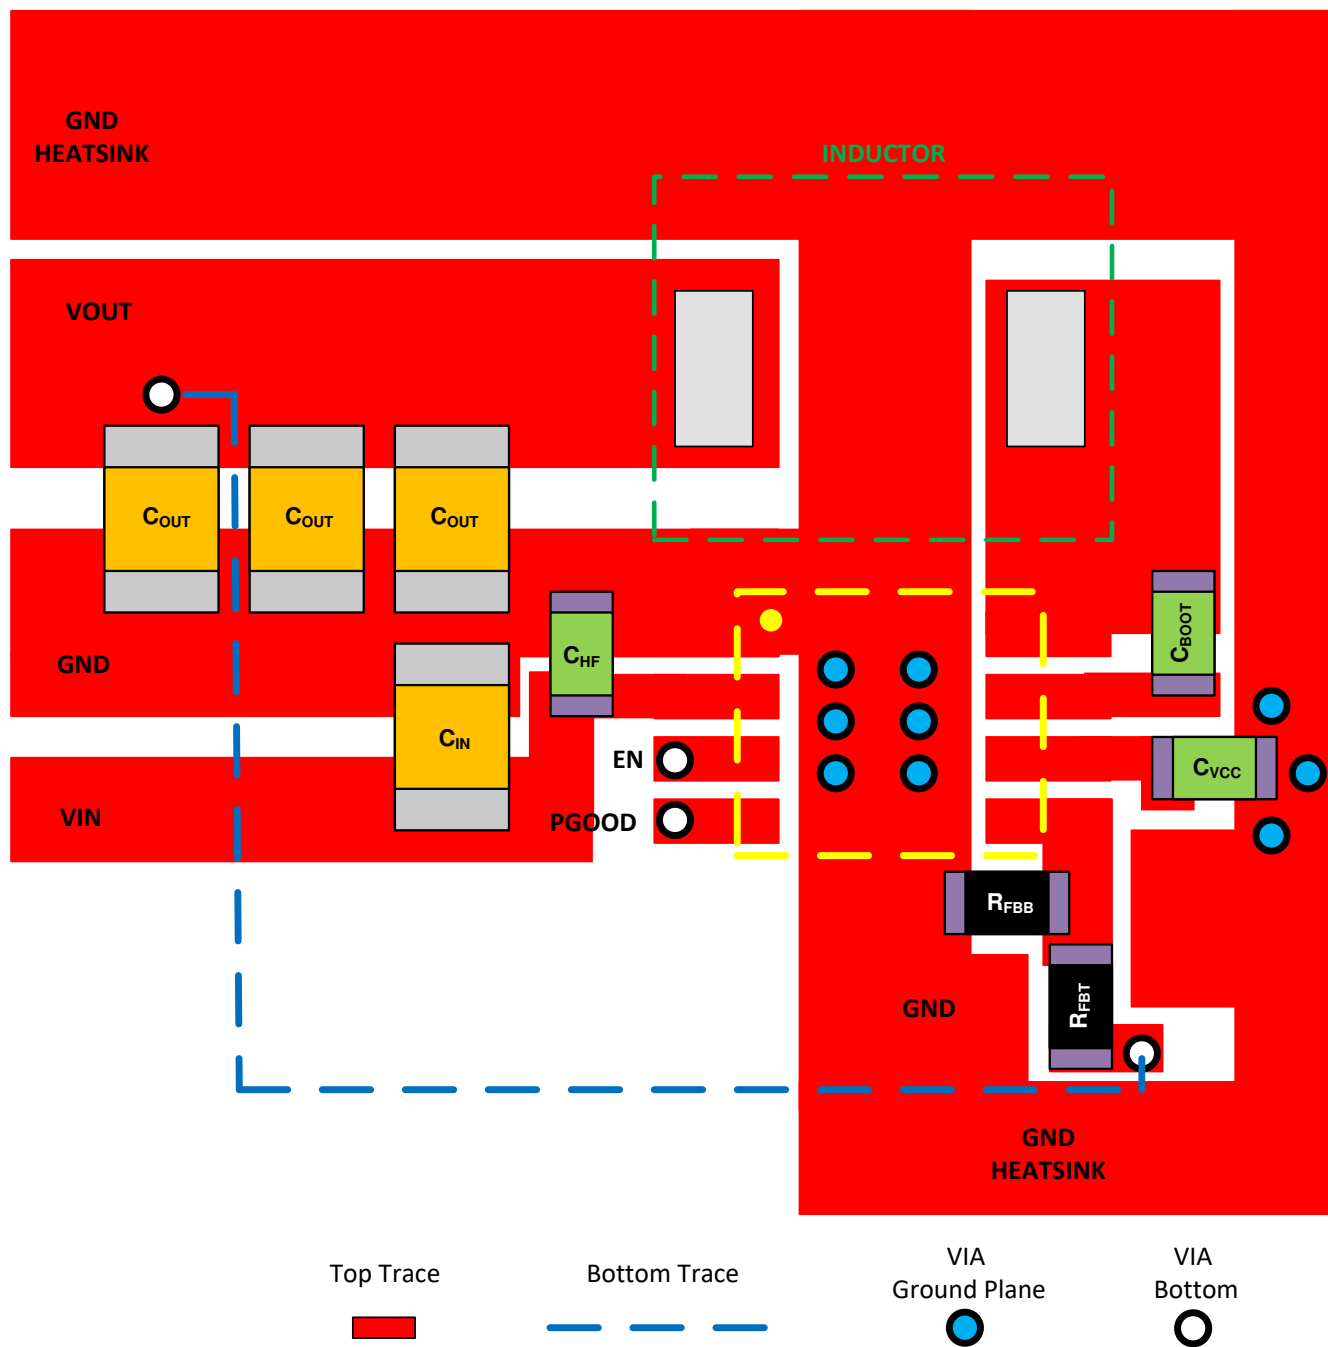 GND
HEATSINK
INDUCTOR
VOUT
COUT
COUT
COUT
CBOOT
CHF
GND
CIN
EN
CVCC
VIN
PGOOD
RFBB
RFBT
GND
GND
HEATSINK
Top Trace
Bottom Trace
VIA
Ground Plane
VIA
Bottom